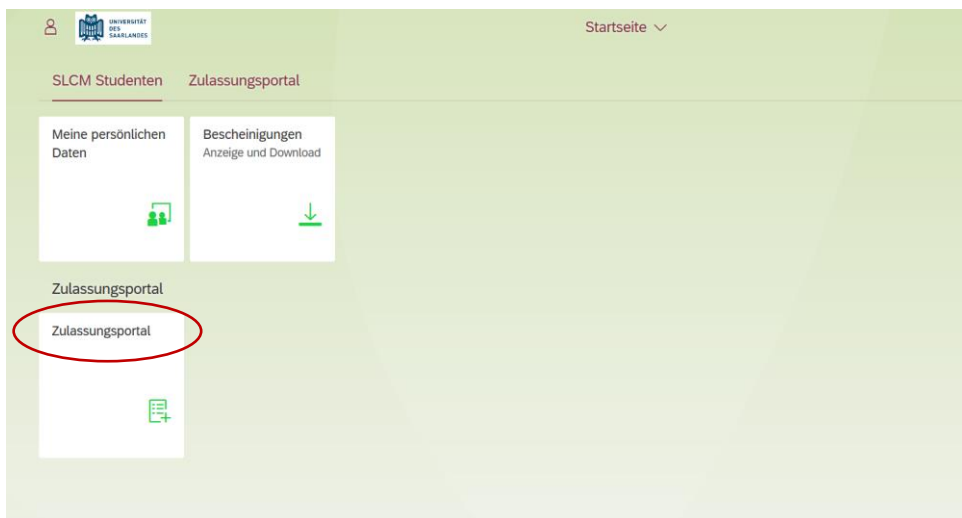 UNIVERSITÄT
DES
SAARLANDES
Startseite
SLCM Studenten Zulassungsportal
Meine persönlichen
Daten
Bescheinigungen
Anzeige und Download
Zulassungsportal
Zulassungsportal